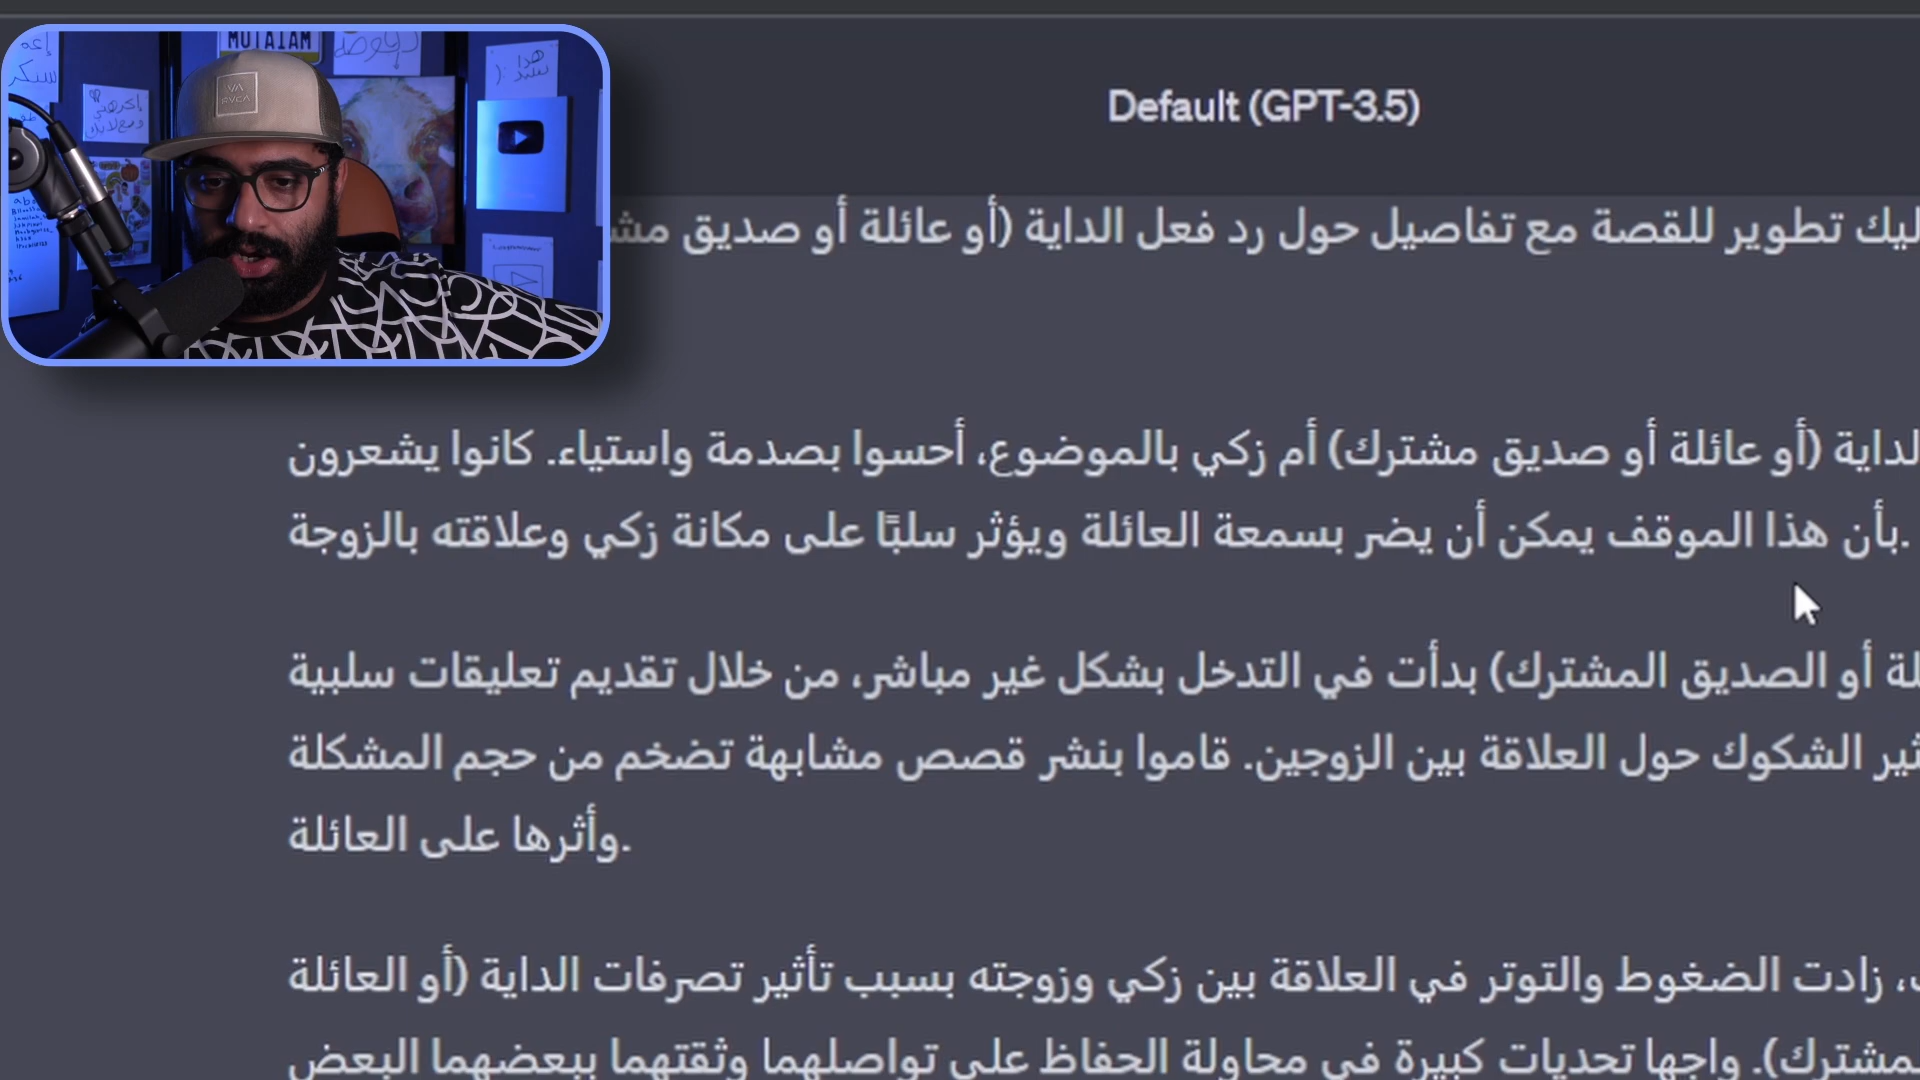 MUTAIAM
هذا
سند :(
RVCA
Default (GPT-3.5)
تطوير للقصة مع تفاصيل حول رد فعل الداية (أو عائلة أو صديق
الداية (أو عائلة أو صديق مشترك) أم زكي بالموضوع، أحسوا بصدمة واستياء. كانوا يشعرون
بأن هذا الموقف يمكن أن يضر بسمعة العائلة ويؤثر سلبًا على مكانة زكي وعلاقته بالزوجة.
أو الصديق المشترك) بدأت في التدخل بشكل غير مباشر، من خلال تقديم تعليقات سلبية
الشكوك حول العلاقة بين الزوجين. قاموا بنشر قصص مشابهة تضخم من حجم المشكلة
وأثرها على العائلة.
زادت الضغوط والتوتر في العلاقة بين زكي وزوجته بسبب تأثير تصرفات الداية (أو العائلة
واجها تحديات كبيرة في محاولة الحفاظ على تواصلهما وثقتهما ببعضهما البعض